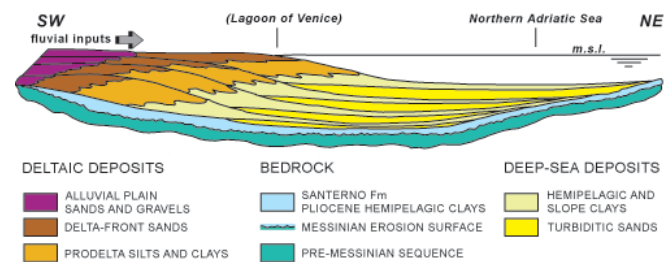 SW
(Lagoon of Venice)
Northern Adriatic Sea
NE
fluvial inputs
m.s.l.
DELTAIC DEPOSITS
ALLUVIAL PLAIN
SANDS AND GRAVELS
DELTA-FRONT SANDS
PRODELTA SILTS AND CLAYS
BEDROCK
SANTERNO Fm
PLIOCENE HEMIPELAGIC CLAYS
MESSINIAN EROSION SURFACE
PRE-MESSINIAN SEQUENCE
DEEP-SEA DEPOSITS
HEMIPELAGIC AND
SLOPE CLAYS
TURBIDITIC SANDS